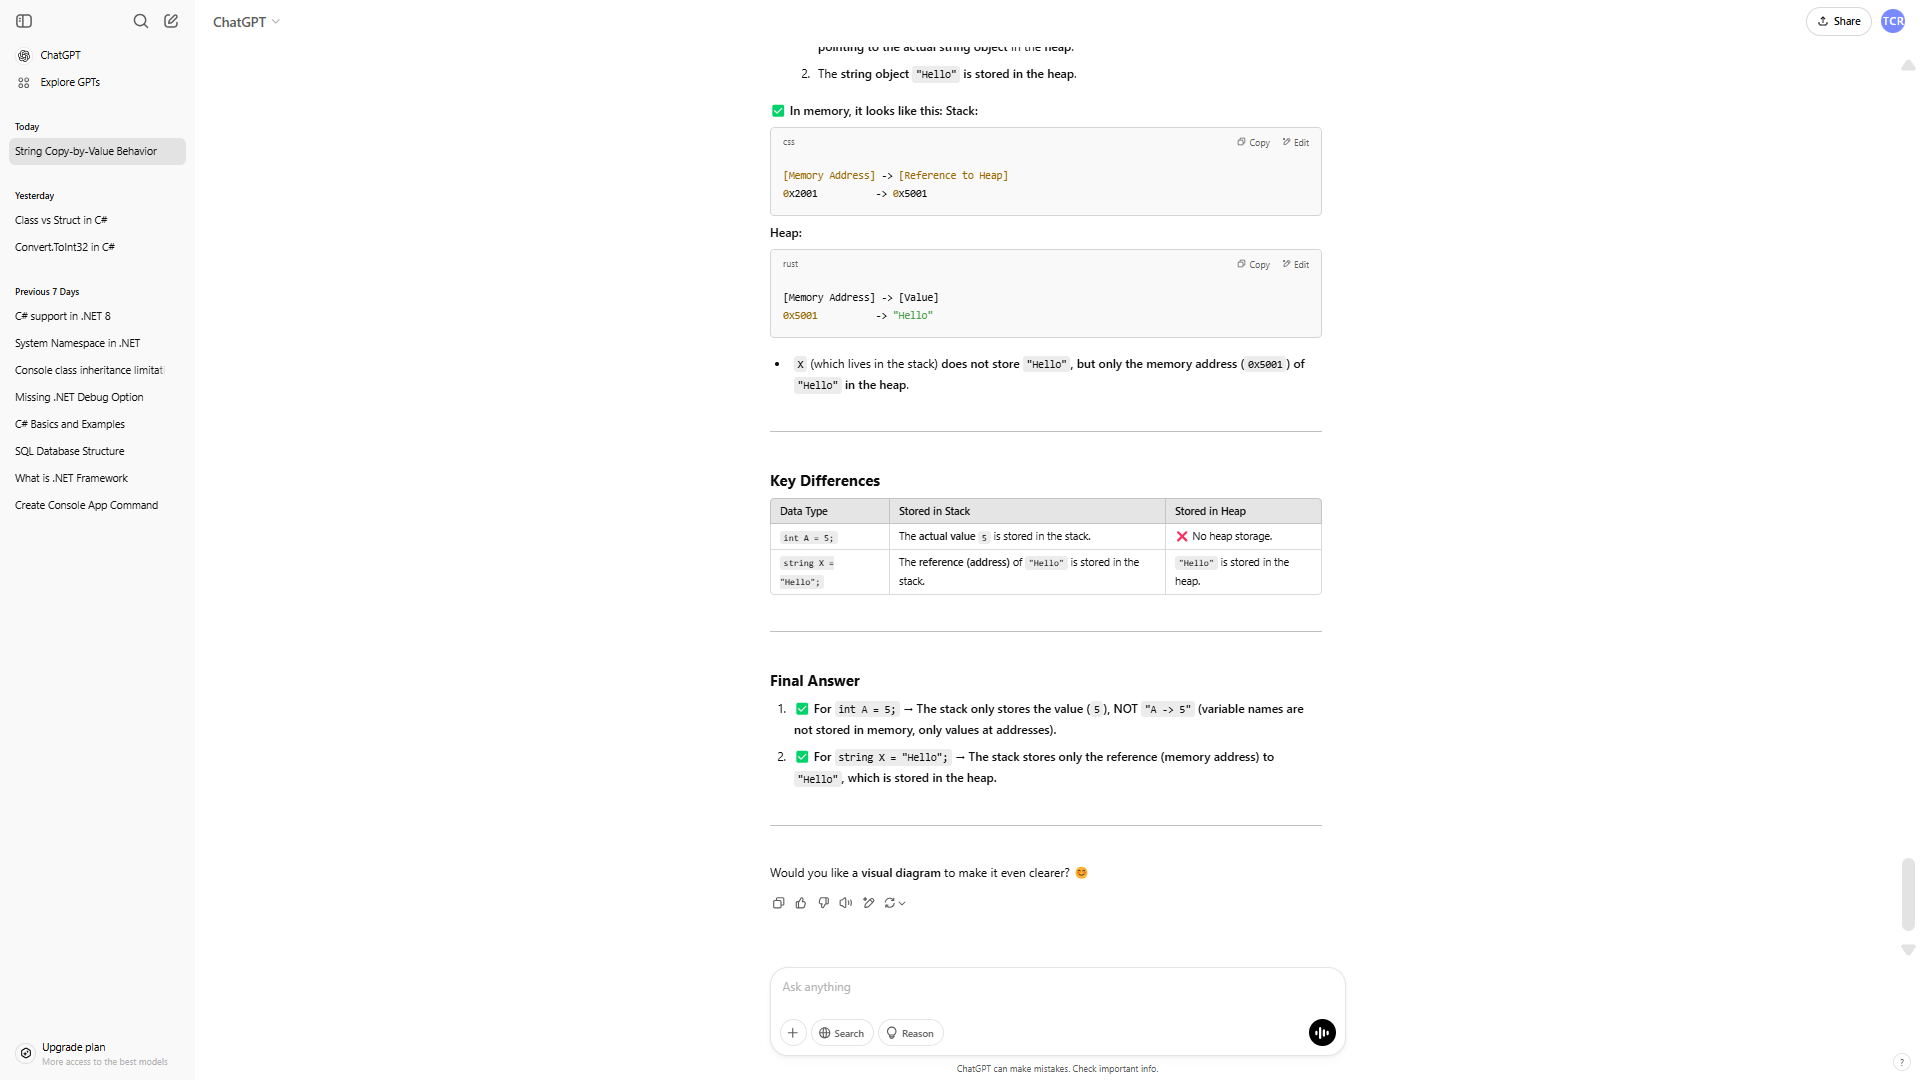 ChatGPT
Explore GPTs
Today
String Copy-by-Value Behavior
Yesterday
Class vs Struct in C#
Convert.ToInt32 in C#
Previous 7 Days
C# support in .NET 8
System Namespace in .NET
Console class inheritance limitati
Missing .NET Debug Option
C# Basics and Examples
SQL Database Structure
What is .NET Framework
Create Console App Command
Upgrade plan
More access to the best models
ChatGPT
Share
TCR
pointing to the actual string object in the heap.
2. The string object "Hello" is stored in the heap.
✅ In memory, it looks like this: Stack:
css
Copy
Edit
[Memory Address] -> [Reference to Heap]
0x2001 -> 0x5001
Heap:
rust
Copy
Edit
[Memory Address] -> [Value]
0x5001 -> "Hello"
• X (which lives in the stack) does not store "Hello", but only the memory address (0x5001) of
"Hello" in the heap.
Key Differences
Data Type Stored in Stack Stored in Heap
int A = 5; The actual value 5 is stored in the stack. ❌ No heap storage.
string X = The reference (address) of "Hello" is stored in the "Hello" is stored in the
"Hello"; stack. heap.
Final Answer
1. ✅ For int A = 5; → The stack only stores the value (5), NOT "A -> 5" (variable names are
not stored in memory, only values at addresses).
2. ✅ For string X = "Hello"; → The stack stores only the reference (memory address) to
"Hello", which is stored in the heap.
Would you like a visual diagram to make it even clearer? 😊
Ask anything
Search
Reason
ChatGPT can make mistakes. Check important info.
?